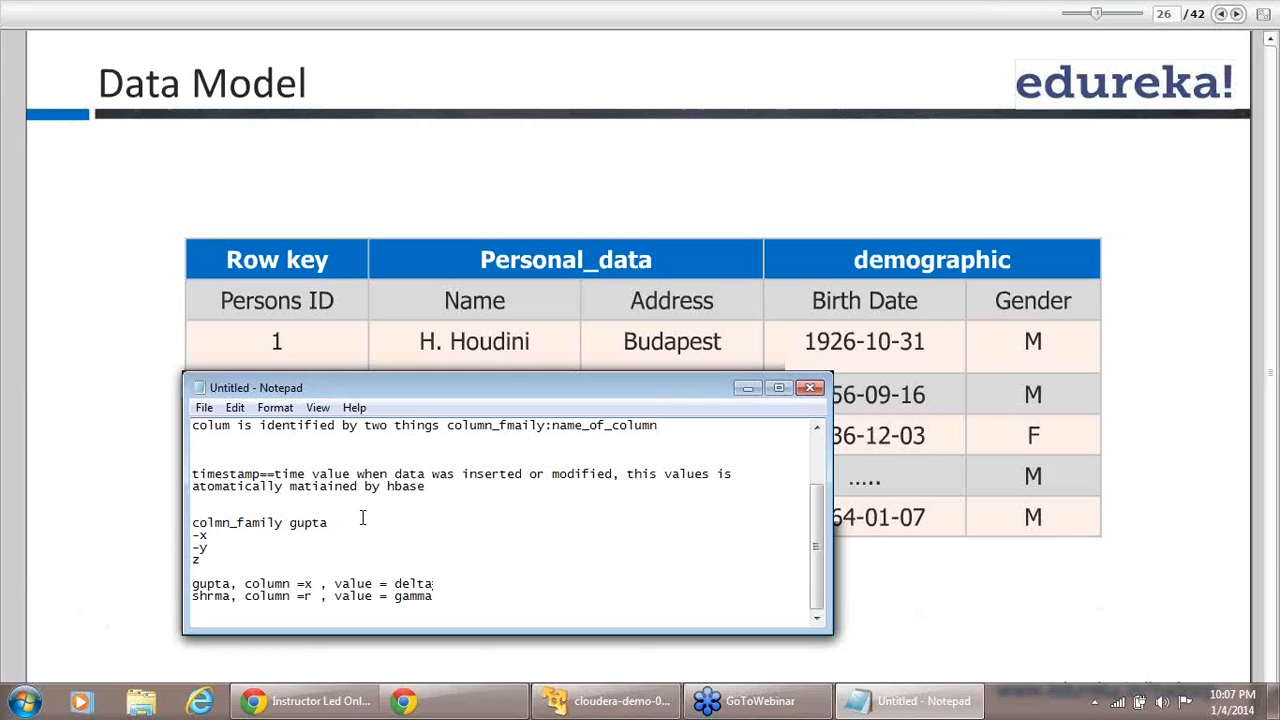 26 / 42
Data Model
edureka!
Row key Personal_data demographic
Persons ID Name Address Birth Date Gender
1 H. Houdini Budapest 1926-10-31 M
56-09-16 M
36-12-03 F
..... M
64-01-07 M
Untitled - Notepad
File Edit Format View Help
colum is identified by two things column_fmaily:name_of_column
timestamp==time value when data was inserted or modified, this values is
atomatically matiained by hbase
colmn_family gupta
-x
-y
z
gupta, column =x , value = delta
shrma, column =r , value = gamma
Instructor Led Onl... cloudera-demo-0... GoToWebinar Untitled - Notepad
10:07 PM
1/4/2014